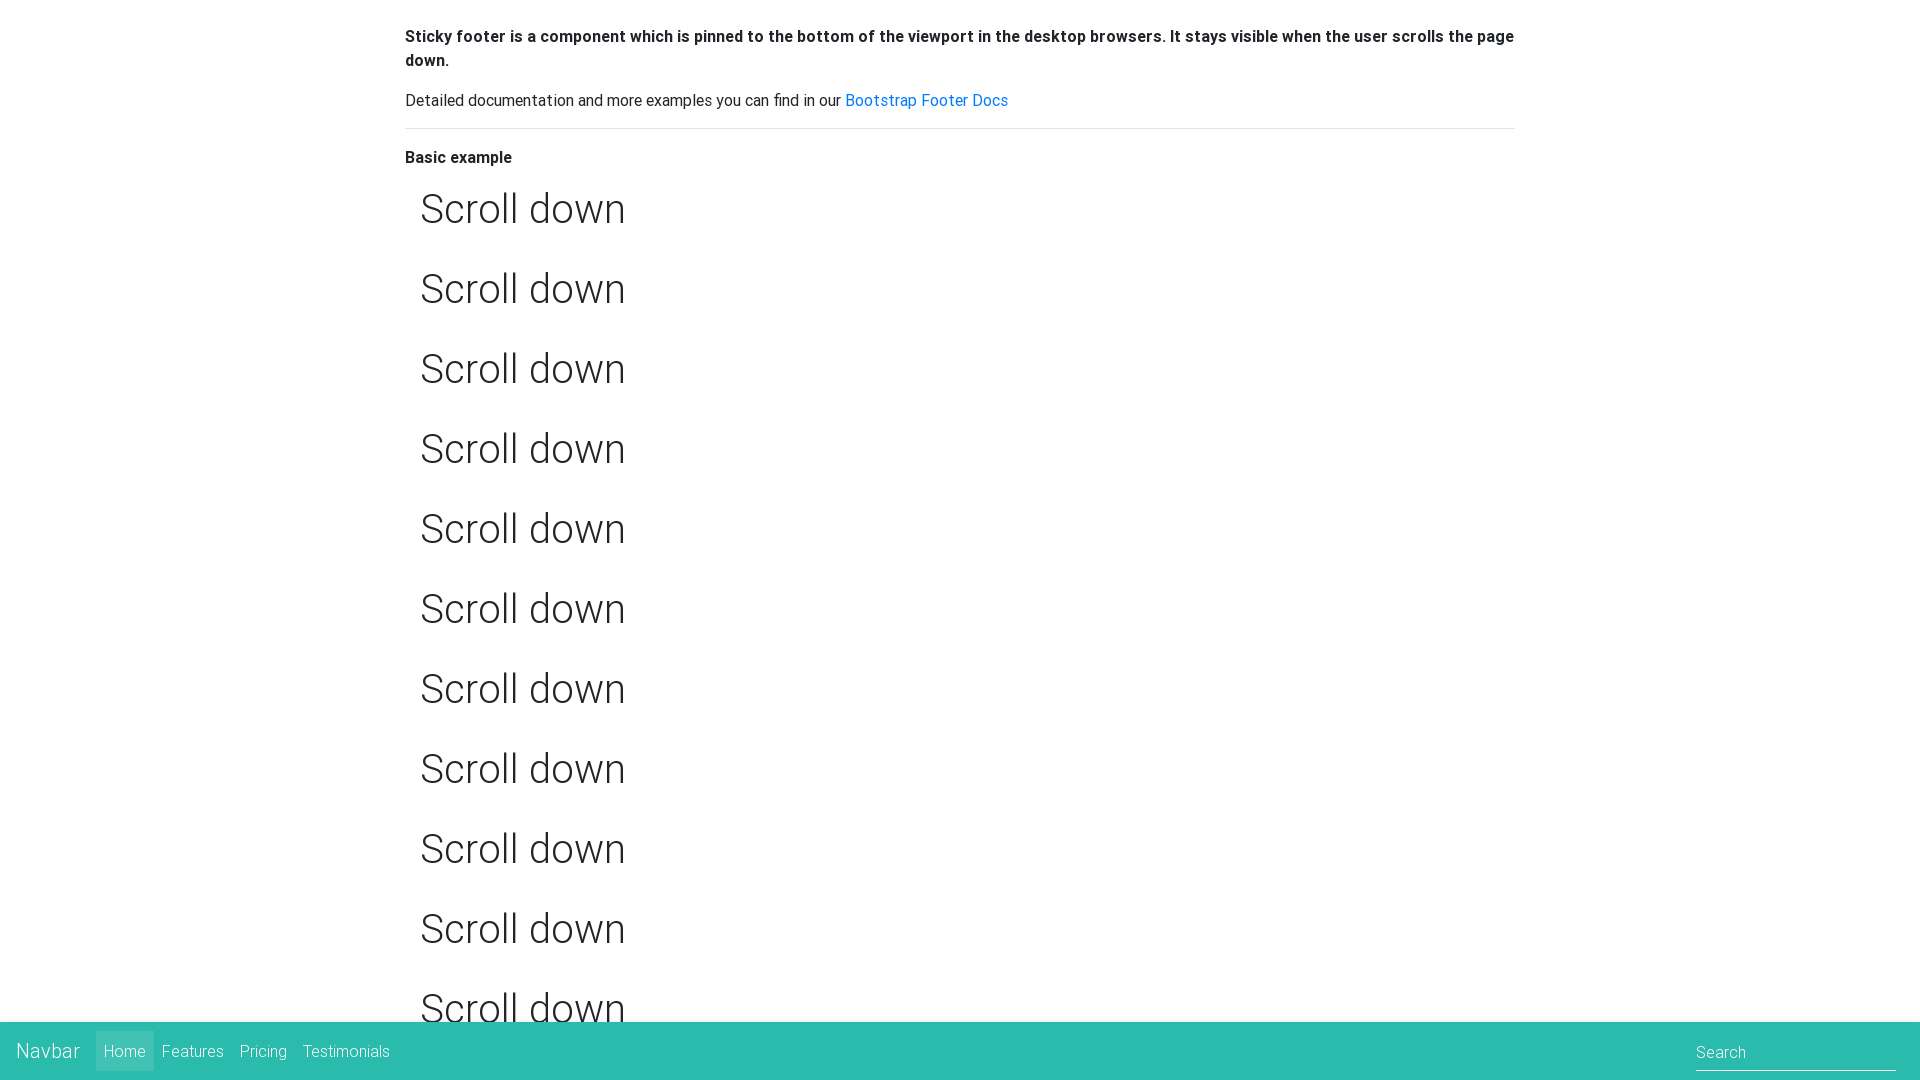 Sticky footer is a component which is pinned to the bottom of the viewport in the desktop browsers. It stays visible when the user scrolls the page
down.
Detailed documentation and more examples you can find in our Bootstrap Footer Docs
Basic example
Scroll down
Scroll down
Scroll down
Scroll down
Scroll down
Scroll down
Scroll down
Scroll down
Scroll down
Scroll down
Scroll down
Navbar Home Features Pricing Testimonials Search